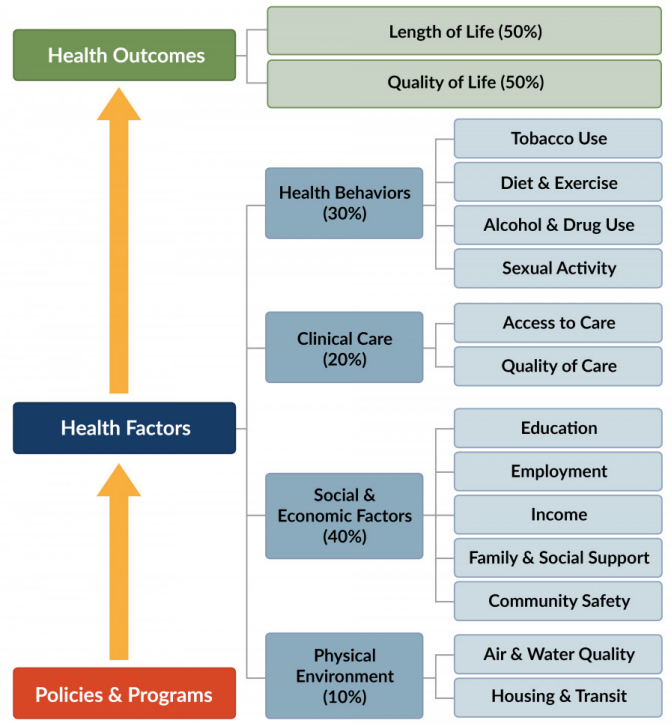 Health Outcomes
Length of Life (50%)
Quality of Life (50%)
Health Behaviors
(30%)
Tobacco Use
Diet & Exercise
Alcohol & Drug Use
Sexual Activity
Clinical Care
(20%)
Access to Care
Quality of Care
Health Factors
Social &
Economic Factors
(40%)
Education
Employment
Income
Family & Social Support
Community Safety
Physical
Environment
(10%)
Air & Water Quality
Housing & Transit
Policies & Programs